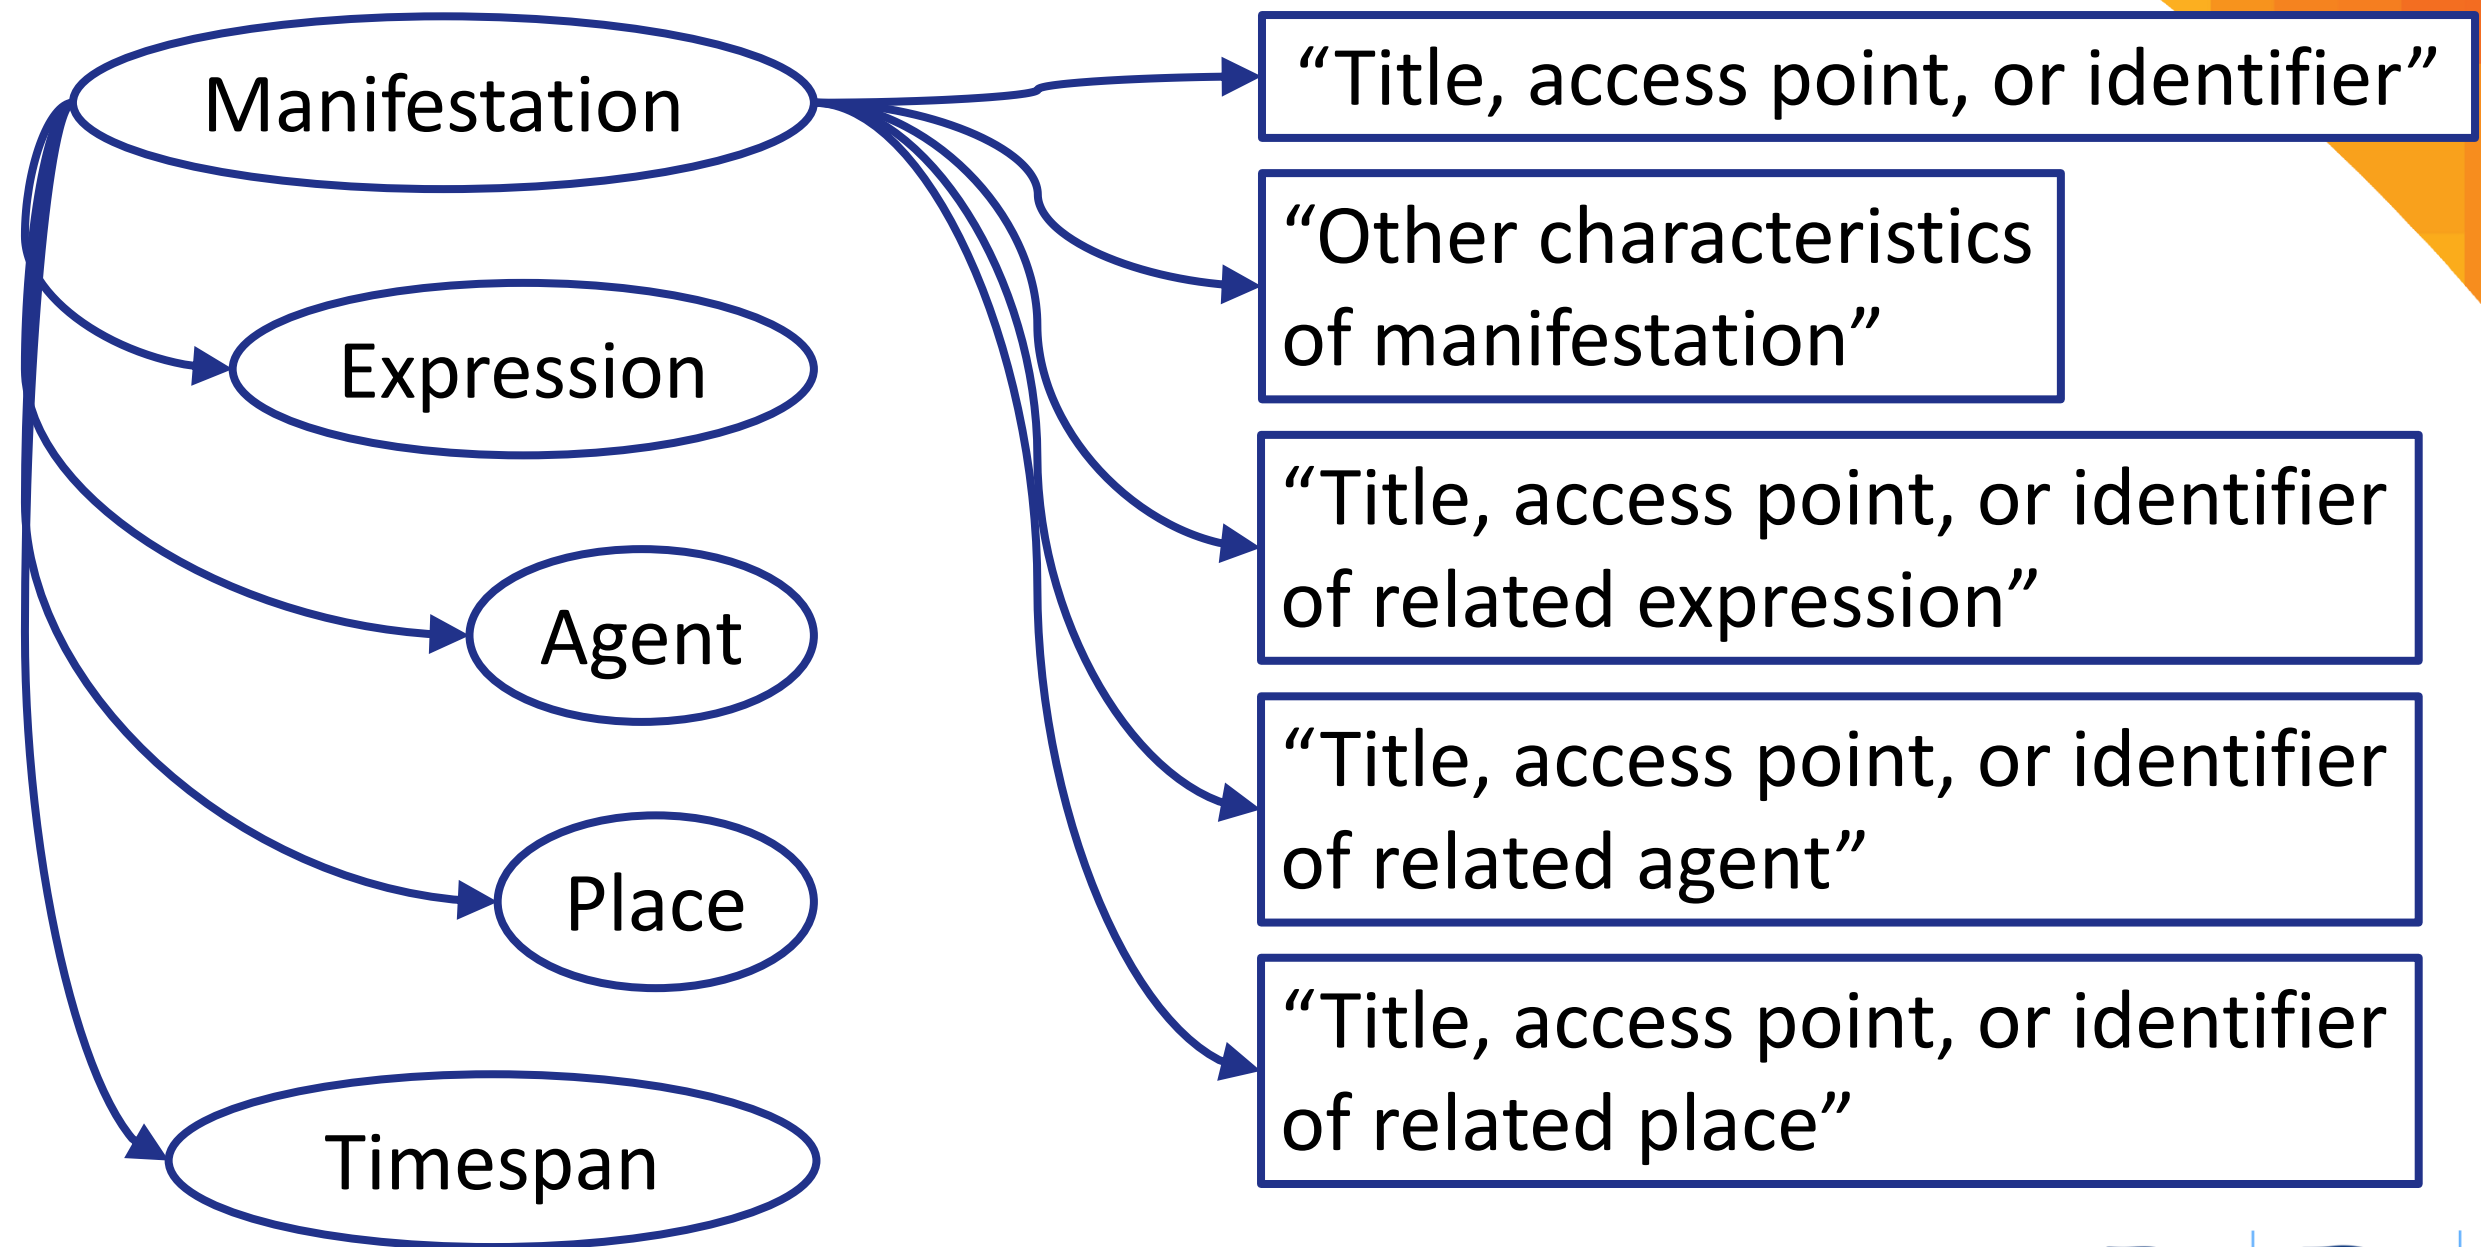 Manifestation
Expression
Agent
Place
Timespan
“Title, access point, or identifier”
“Other characteristics
of manifestation”
“Title, access point, or identifier
of related expression”
“Title, access point, or identifier
of related agent”
“Title, access point, or identifier
of related place”